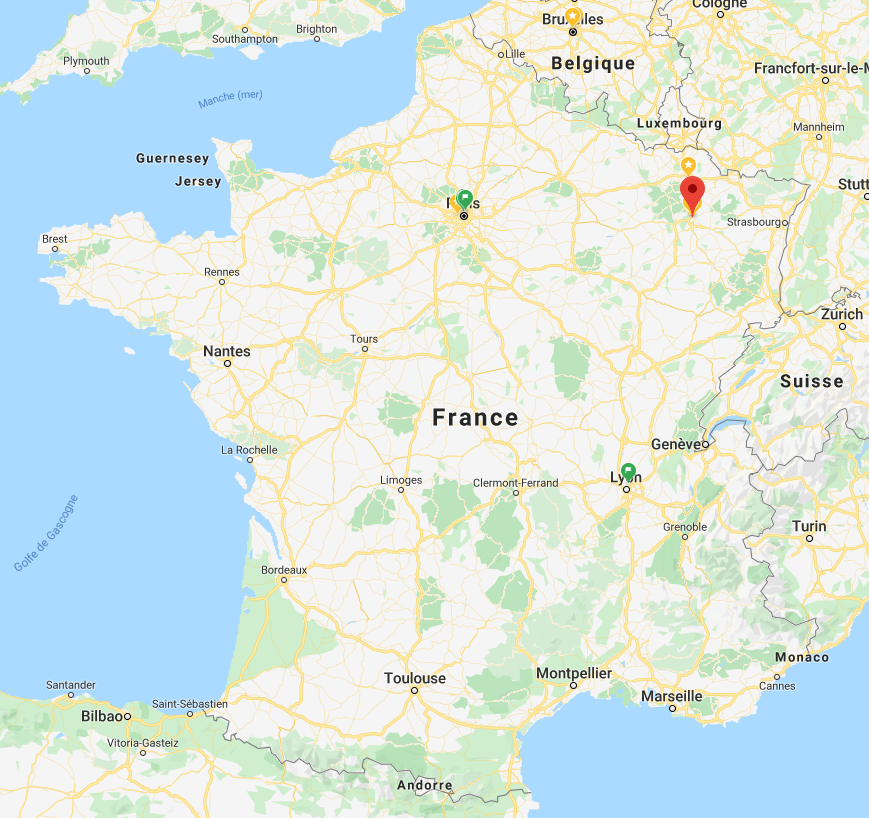 Cologne
Brighton
Southampton
Bruxelles
Lille
Plymouth
Belgique
Francfort-sur-le-M
Manche (mer)
Luxembourg
Mannheim
Guernesey
Jersey
Stutt
Paris
Strasbourg
Brest
Rennes
Zurich
Tours
Nantes
Suisse
France
Genève
La Rochelle
Limoges
Clermont-Ferrand
Lyon
Golfe de Gascogne
Grenoble
Turin
Bordeaux
Monaco
Toulouse
Montpellier
Cannes
Santander
Marseille
Saint-Sébastien
Bilbao
Vitoria-Gasteiz
Andorre